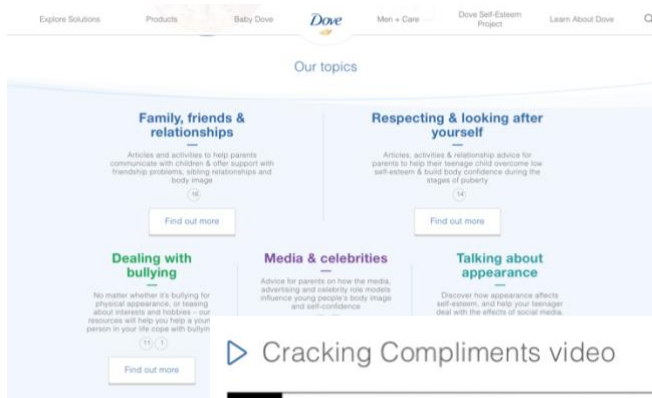 Explore Solutions
Products
Baby Dove
Dove
Men + Care
Dove Self-Esteem
Project
Learn About Dove
Our topics
Family, friends &
relationships
Articles and activities to help parents
communicate with children & offer support with
friendship problems, sibling relationships and
body image
16
Find out more
Respecting & looking after
yourself
Articles, activities & relationship advice for
parents to help their teenage child overcome low
self-esteem & build body confidence during the
stages of puberty
14
Find out more
Dealing with
bullying
No matter whether it's bullying for
physical appearance, or teasing
about interests and hobbies – our
resources will help you help a youn
person in your life cope with bullyin
11 1
Find out more
Media & celebrities
Advice for parents on how the media,
advertising and celebrity role models
influence young people's body image
and self-confidence
Talking about
appearance
Discover how appearance affects
self-esteem, and help your teenager
deal with the effects of social media,
Cracking Compliments video